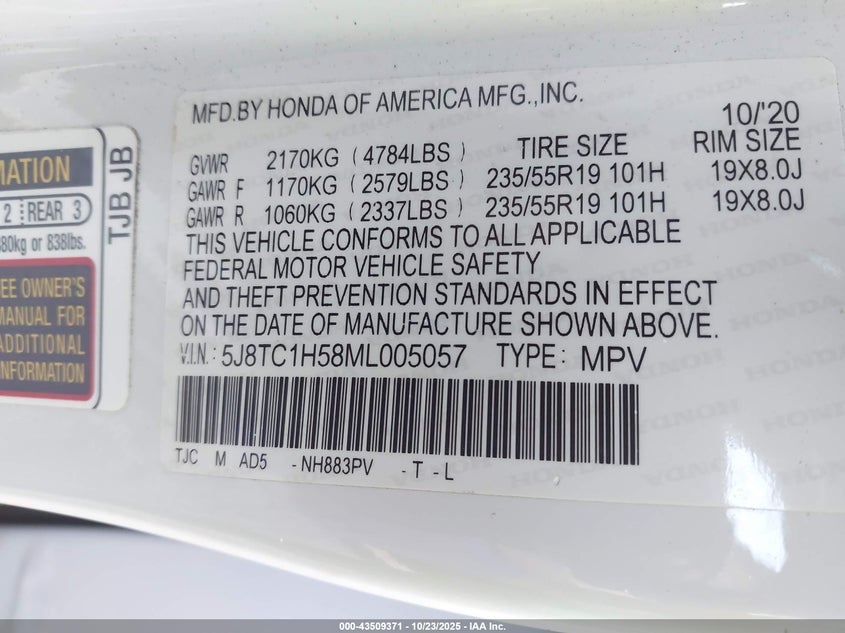 MFD.BY HONDA OF AMERICA MFG.,INC.
10/'20
GVWR 2170KG ( 4784LBS ) TIRE SIZE RIM SIZE
GAWR F 1170KG ( 2579LBS ) 235/55R19 101H 19X8.0J
GAWR R 1060KG ( 2337LBS ) 235/55R19 101H 19X8.0J
THIS VEHICLE CONFORMS TO ALL APPLICABLE
FEDERAL MOTOR VEHICLE SAFETY
AND THEFT PREVENTION STANDARDS IN EFFECT
ON THE DATE OF MANUFACTURE SHOWN ABOVE.
V.I.N.: 5J8TC1H58ML005057 TYPE: MPV
TJC M AD5 -NH883PV -T-L
MATION
2 REAR 3
380kg or 838lbs.
EE OWNER'S
MANUAL FOR
ADDITIONAL
NFORMATION
TJB JB
000-43509371 - 10/23/2025 - IAA Inc.